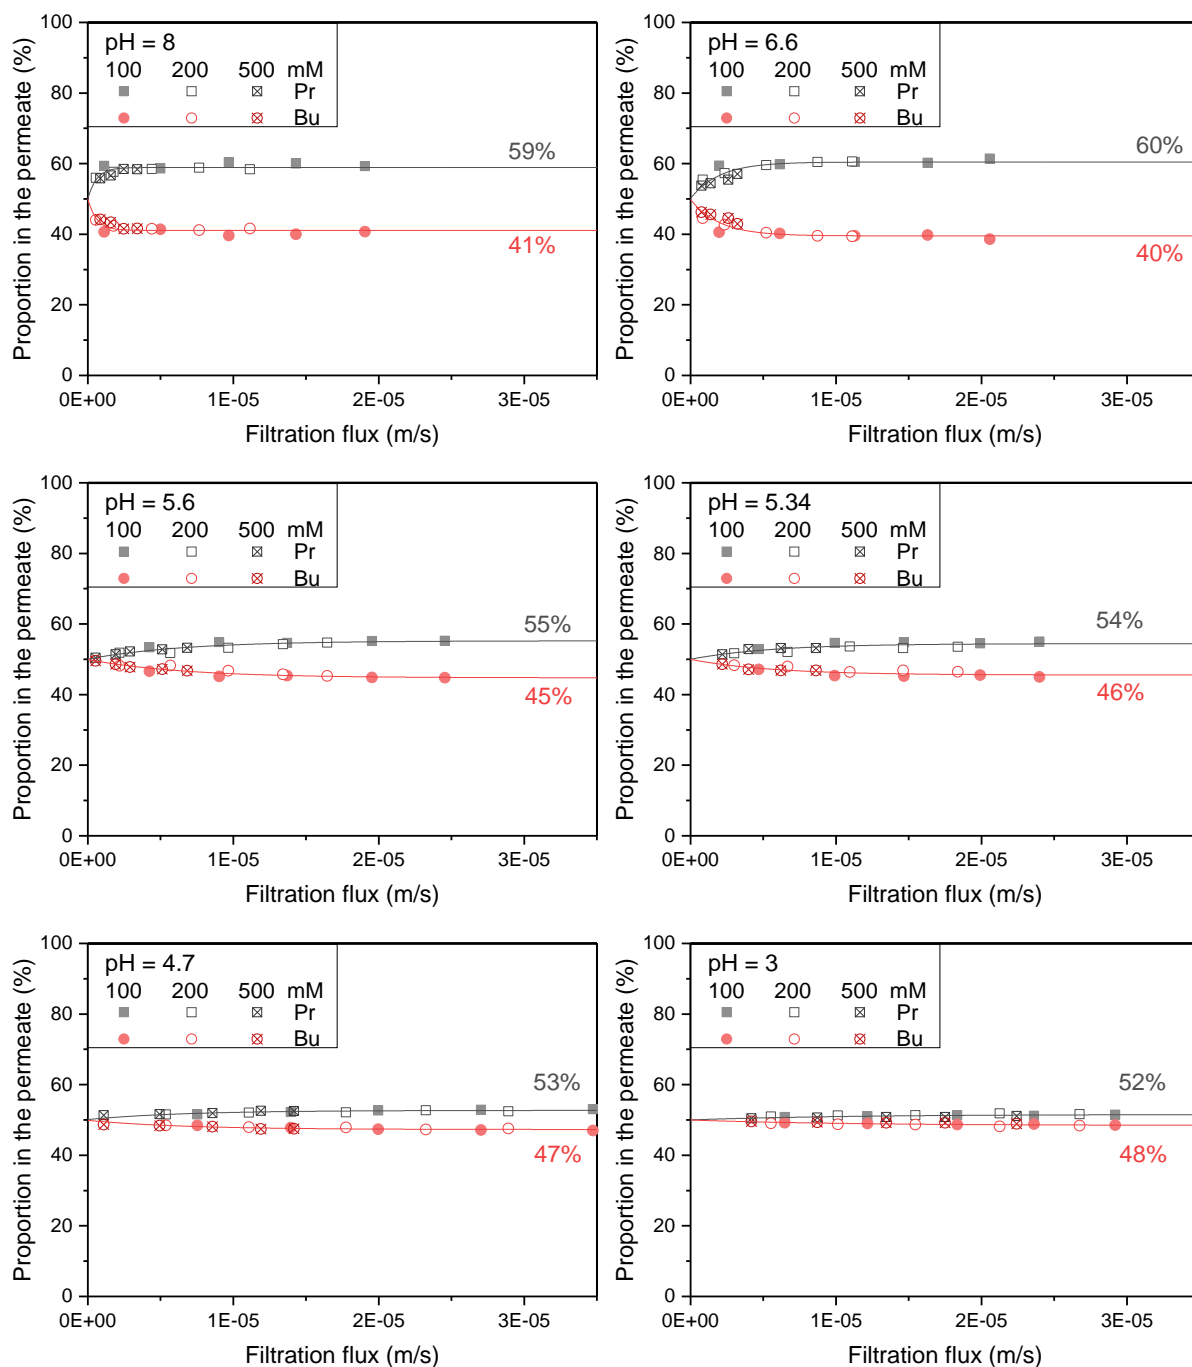 Proportion in the permeate (%)
100
80
60
40
20
0
pH = 8
100 200 500 mM
Pr
Bu
59%
41%
0E+00 1E-05 2E-05 3E-05
Filtration flux (m/s)
Proportion in the permeate (%)
100
80
60
40
20
0
pH = 6.6
100 200 500 mM
Pr
Bu
60%
40%
0E+00 1E-05 2E-05 3E-05
Filtration flux (m/s)
Proportion in the permeate (%)
100
80
60
40
20
0
pH = 5.6
100 200 500 mM
Pr
Bu
55%
45%
0E+00 1E-05 2E-05 3E-05
Filtration flux (m/s)
Proportion in the permeate (%)
100
80
60
40
20
0
pH = 5.34
100 200 500 mM
Pr
Bu
54%
46%
0E+00 1E-05 2E-05 3E-05
Filtration flux (m/s)
Proportion in the permeate (%)
100
80
60
40
20
0
pH = 4.7
100 200 500 mM
Pr
Bu
53%
47%
0E+00 1E-05 2E-05 3E-05
Filtration flux (m/s)
Proportion in the permeate (%)
100
80
60
40
20
0
pH = 3
100 200 500 mM
Pr
Bu
52%
48%
0E+00 1E-05 2E-05 3E-05
Filtration flux (m/s)